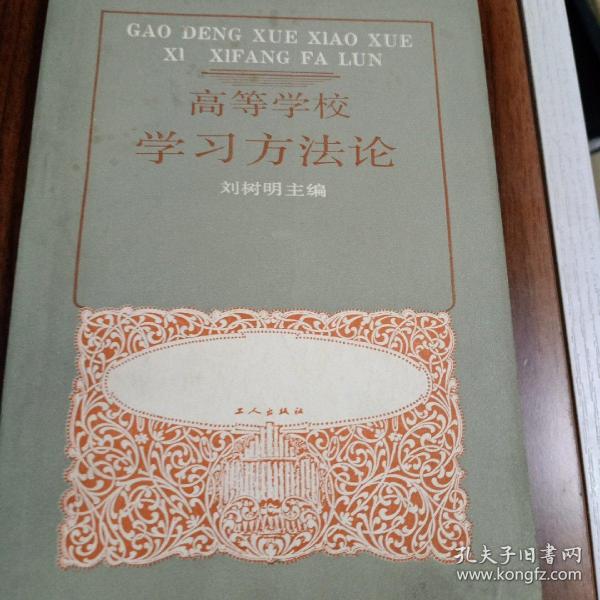 GAO DENG XUE XIAO XUE
XI XIFANG FA LUN
高等学校
学习方法论
刘树明主编
工人出版社
孔夫子旧書网
www.kongfz.com